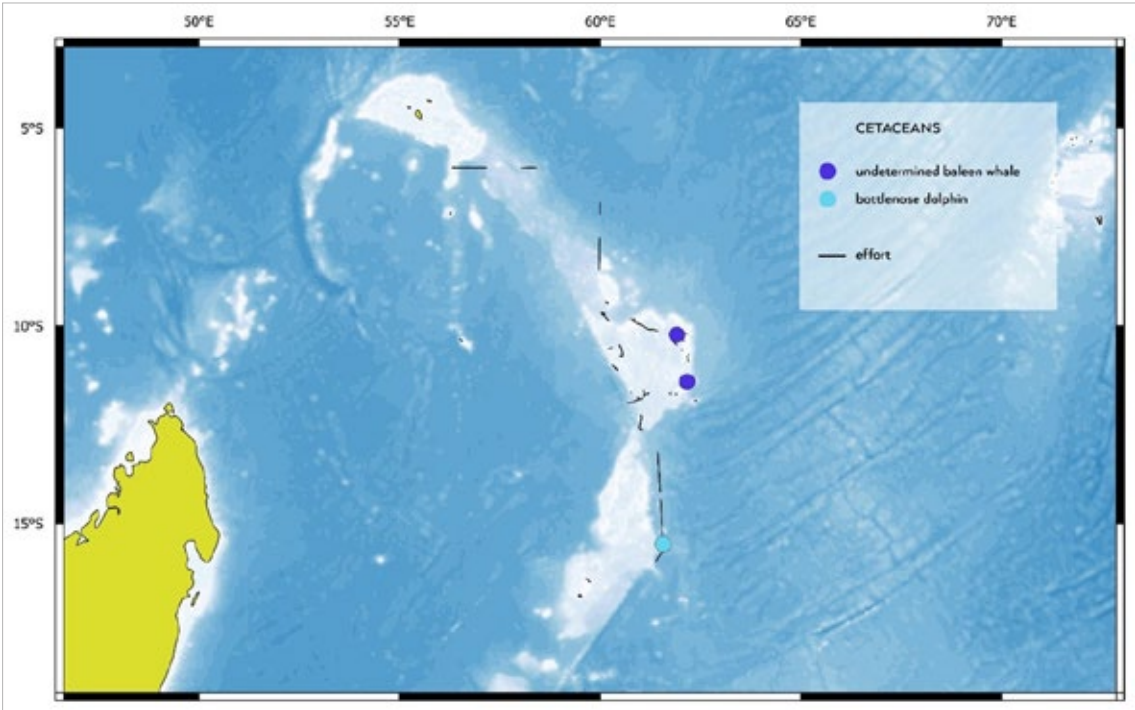 50°E 55°E 60°E 65°E 70°E
5°S
CETACEANS
undetermined baleen whale
bottlenose dolphin
effort
10°S
15°S